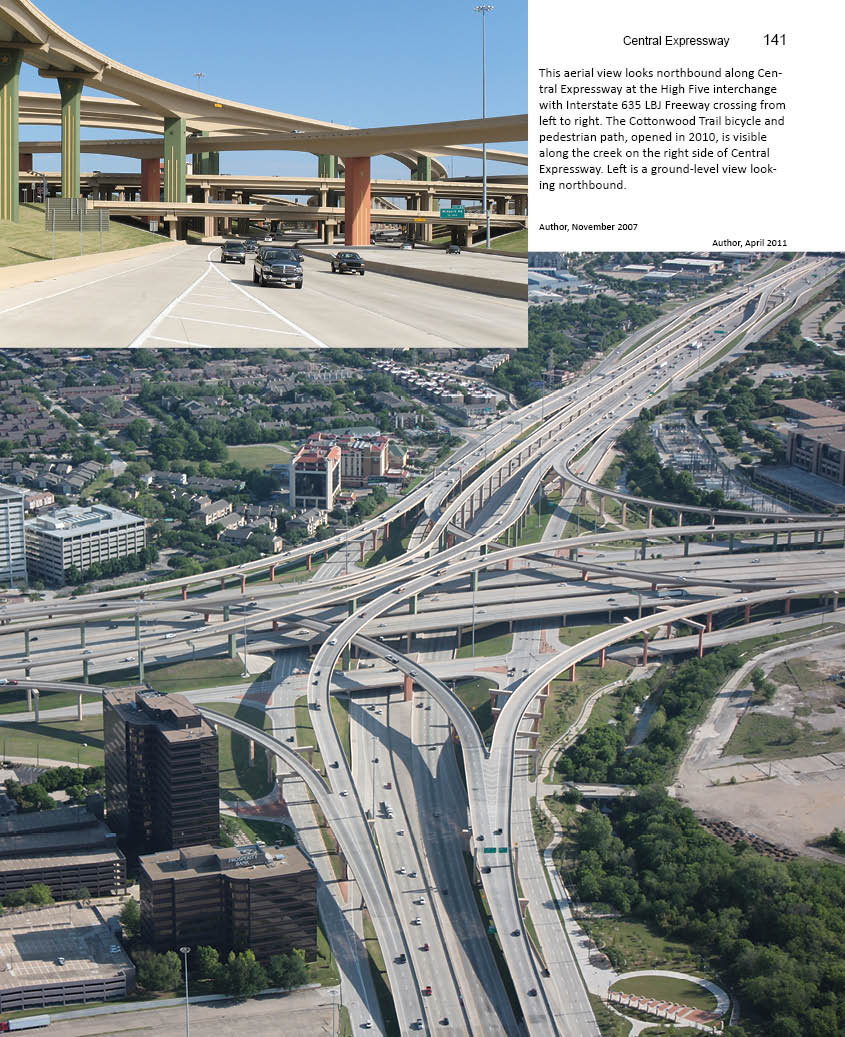 Central Expressway 141
This aerial view looks northbound along Cen-
tral Expressway at the High Five interchange
with Interstate 635 LBJ Freeway crossing from
left to right. The Cottonwood Trail bicycle and
pedestrian path, opened in 2010, is visible
along the creek on the right side of Central
Expressway. Left is a ground-level view look-
ing northbound.
Author, November 2007
Author, April 2011
PROSPERITY
BANK